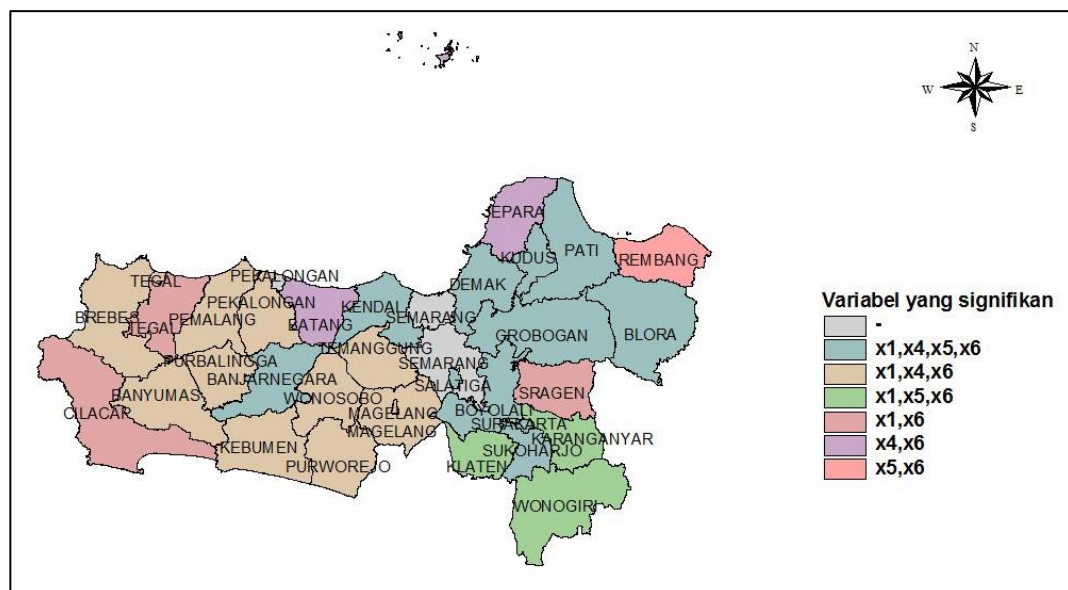 N
W E
S
JEPARA
KUDUS
PATI
REMBANG
TEGAL
PEKALONGAN
DEMAK
BREBES
PEKALONGAN
KENDAL
SEMARANG
TEGAL
PEMALANG
BATANG
GROBOGAN
BLORA
TEMANGGUNG
SEMARANG
PURBALINGGA
BANJARNEGARA
SALATIGA
BANYUMAS
WONOSOBO
SRAGEN
CILACAP
MAGELANG
BOYOLALI
MAGELANG
SURAKARTA
KARANGANYAR
KEBUMEN
SUKOHARJO
PURWOREJO
KLATEN
WONOGIRI
Variabel yang signifikan
-
x1,x4,x5,x6
x1,x4,x6
x1,x5,x6
x1,x6
x4,x6
x5,x6